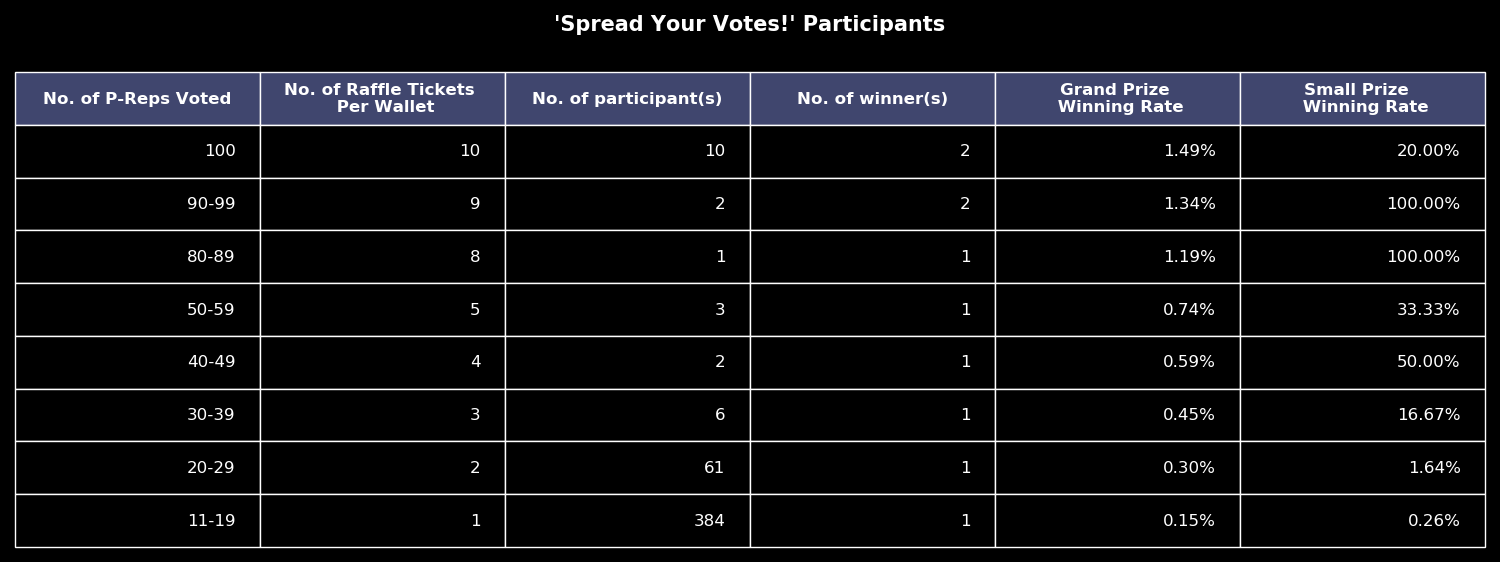 'Spread Your Votes!' Participants
No. of P-Reps Voted No. of Raffle Tickets Per Wallet No. of participant(s) No. of winner(s) Grand Prize Winning Rate Small Prize Winning Rate
100 10 10 2 1.49% 20.00%
90-99 9 2 2 1.34% 100.00%
80-89 8 1 1 1.19% 100.00%
50-59 5 3 1 0.74% 33.33%
40-49 4 2 1 0.59% 50.00%
30-39 3 6 1 0.45% 16.67%
20-29 2 61 1 0.30% 1.64%
11-19 1 384 1 0.15% 0.26%